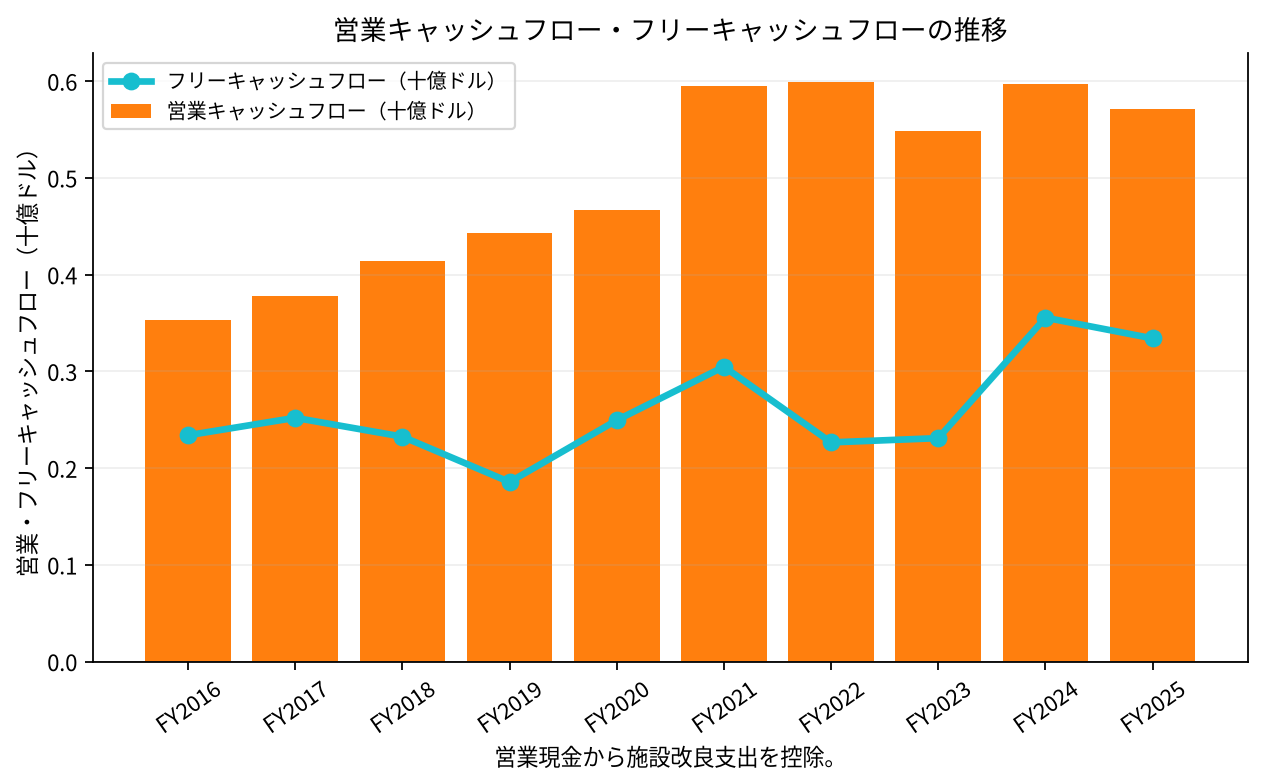 営業キャッシュフロー・フリーキャッシュフローの推移
フリーキャッシュフロー（十億ドル）
営業キャッシュフロー（十億ドル）
営業・フリーキャッシュフロー（十億ドル）
0.6
0.5
0.4
0.3
0.2
0.1
0.0
FY2016
FY2017
FY2018
FY2019
FY2020
FY2021
FY2022
FY2023
FY2024
FY2025
営業現金から施設改良支出を控除。